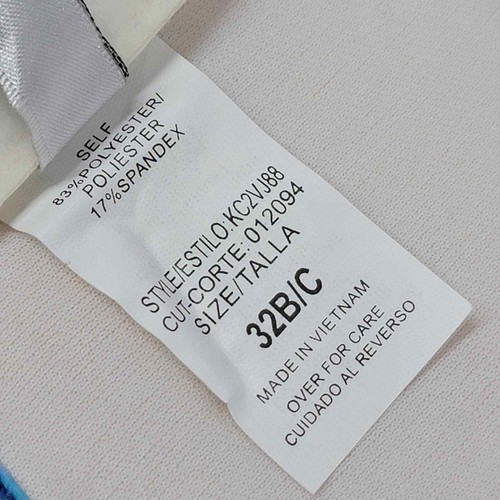 SELF
83%POLYESTER/
POLIESTER
17%SPANDEX
STYLE/ESTILO:KC2VJ88
CUT-CORTE: 012094
SIZE/TALLA
32B/C
MADE IN VIETNAM
OVER FOR CARE
CUIDADO AL REVERSO